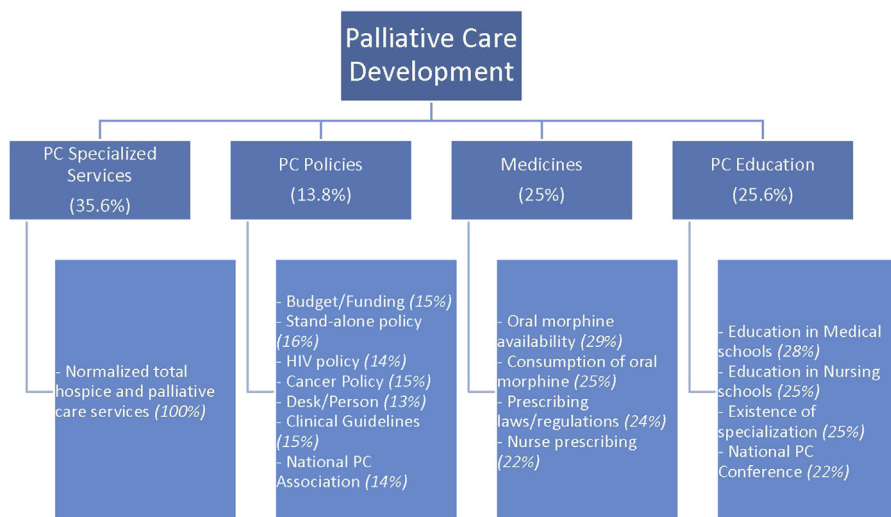 Palliative Care
Development
PC Specialized
Services
(35.6%)
PC Policies
(13.8%)
Medicines
(25%)
PC Education
(25.6%)
- Normalized total
hospice and palliative
care services (100%)
- Budget/Funding (15%)
- Stand-alone policy
(16%)
- HIV policy (14%)
- Cancer Policy (15%)
- Desk/Person (13%)
- Clinical Guidelines
(15%)
- National PC
Association (14%)
- Oral morphine
availability (29%)
- Consumption of oral
morphine (25%)
- Prescribing
laws/regulations (24%)
- Nurse prescribing
(22%)
- Education in Medical
schools (28%)
- Education in Nursing
schools (25%)
- Existence of
specialization (25%)
- National PC
Conference (22%)